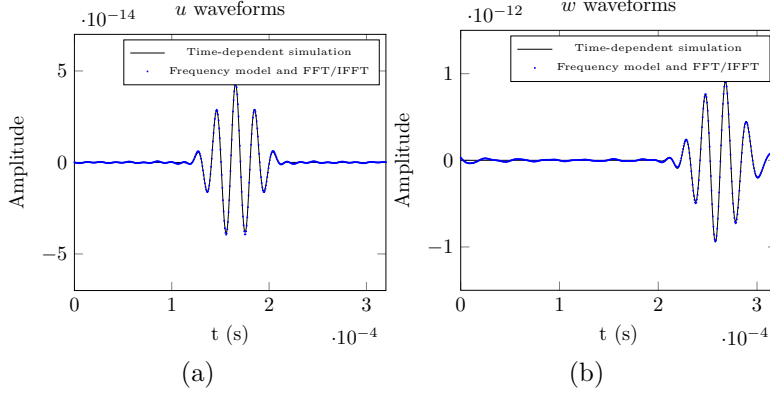 u waveforms
·10⁻¹⁴
Time-dependent simulation
Frequency model and FFT/IFFT
5
0
−5
Amplitude
0 1 2 3
t (s)
·10⁻⁴
(a)
w waveforms
·10⁻¹²
Time-dependent simulation
Frequency model and FFT/IFFT
1
0
−1
Amplitude
0 1 2 3
t (s)
·10⁻⁴
(b)